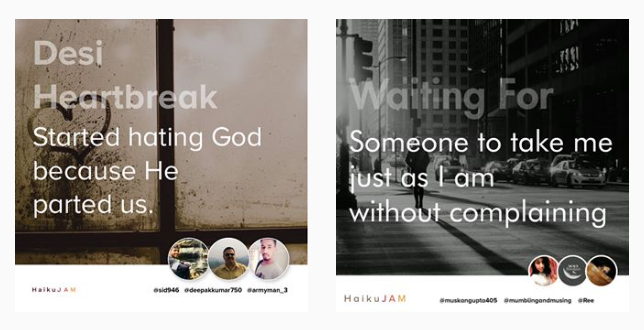 Desi
Heartbreak
Started hating God
because He
parted us.
HaikuJAM
@sid946 @deepakkumar750 @armyman_3
Waiting For
Someone to take me
just as I am
without complaining
HaikuJAM
@muskangupta405 @mumblingandmusing @Ree